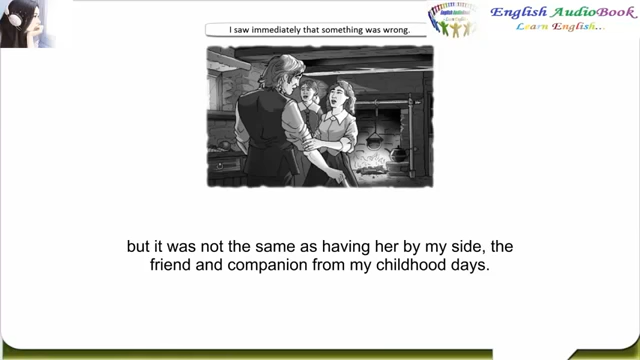 I saw immediately that something was wrong.
English AudioBook
Learn English...
but it was not the same as having her by my side, the
friend and companion from my childhood days.